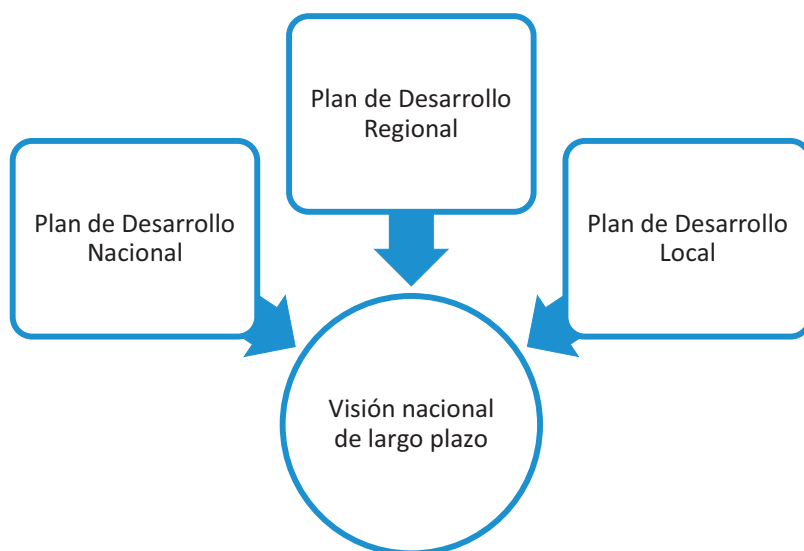 Plan de Desarrollo
Regional
Plan de Desarrollo
Nacional
Plan de Desarrollo
Local
Visión nacional
de largo plazo